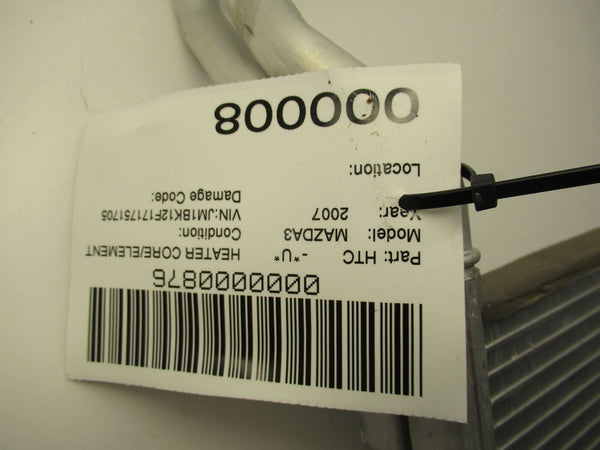 000000876
Part: HTC -*U* HEATER CORE/ELEMENT
Model: MAZDA3 Condition:
Year: 2007 VIN:JM1BK12F171751705
Damage Code:
Location:
000008